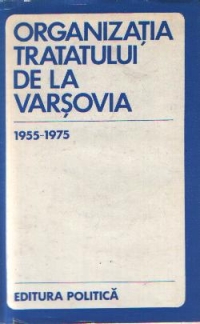 ORGANIZAȚIA
TRATATULUI
DE LA
VARȘOVIA
1955-1975
EDITURA POLITICĂ